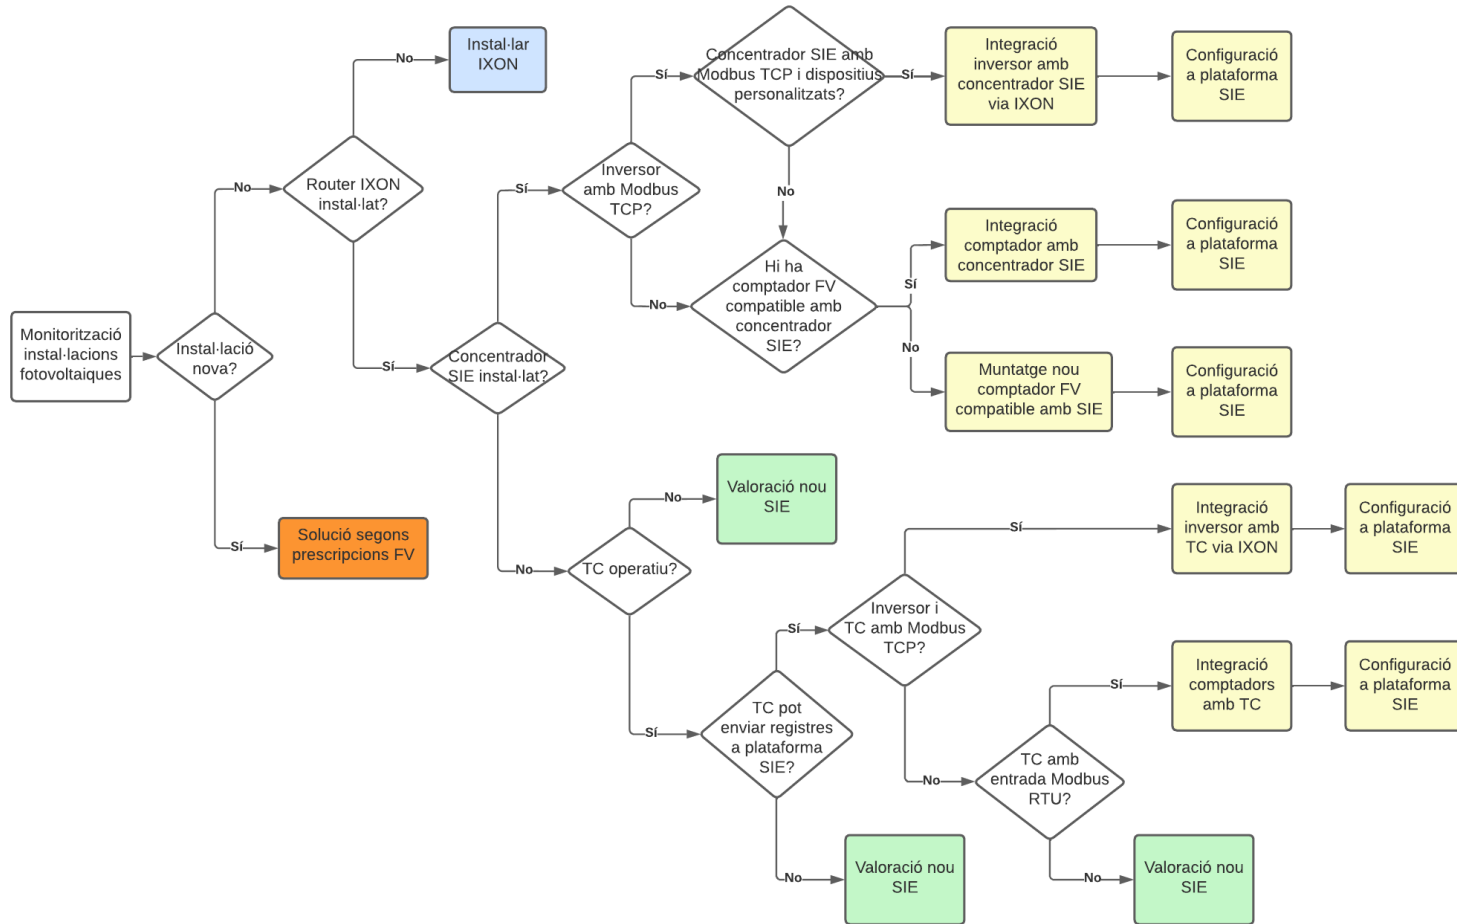 Monitorització
instal·lacions
fotovoltaiques
Instal·lació
nova?
No
Sí
Solució segons
prescripcions FV
Router IXON
instal·lat?
No
Instal·lar
IXON
Sí
Concentrador
SIE instal·lat?
Sí
Inversor
amb Modbus
TCP?
Sí
Concentrador SIE amb
Modbus TCP i dispositius
personalitzats?
Sí
Integració
inversor amb
concentrador SIE
via IXON
Configuració
a plataforma
SIE
No
No
Hi ha
comptador FV
compatible amb
concentrador
SIE?
Sí
Integració
comptador amb
concentrador SIE
Configuració
a plataforma
SIE
No
Muntatge nou
comptador FV
compatible amb SIE
Configuració
a plataforma
SIE
No
TC operatiu?
No
Valoració nou
SIE
Sí
TC pot
enviar registres
a plataforma
SIE?
Sí
Inversor i
TC amb Modbus
TCP?
Sí
Integració
inversor amb
TC via IXON
Configuració
a plataforma
SIE
No
TC amb
entrada Modbus
RTU?
Sí
Integració
comptadors
amb TC
Configuració
a plataforma
SIE
No
Valoració nou
SIE
No
Valoració nou
SIE